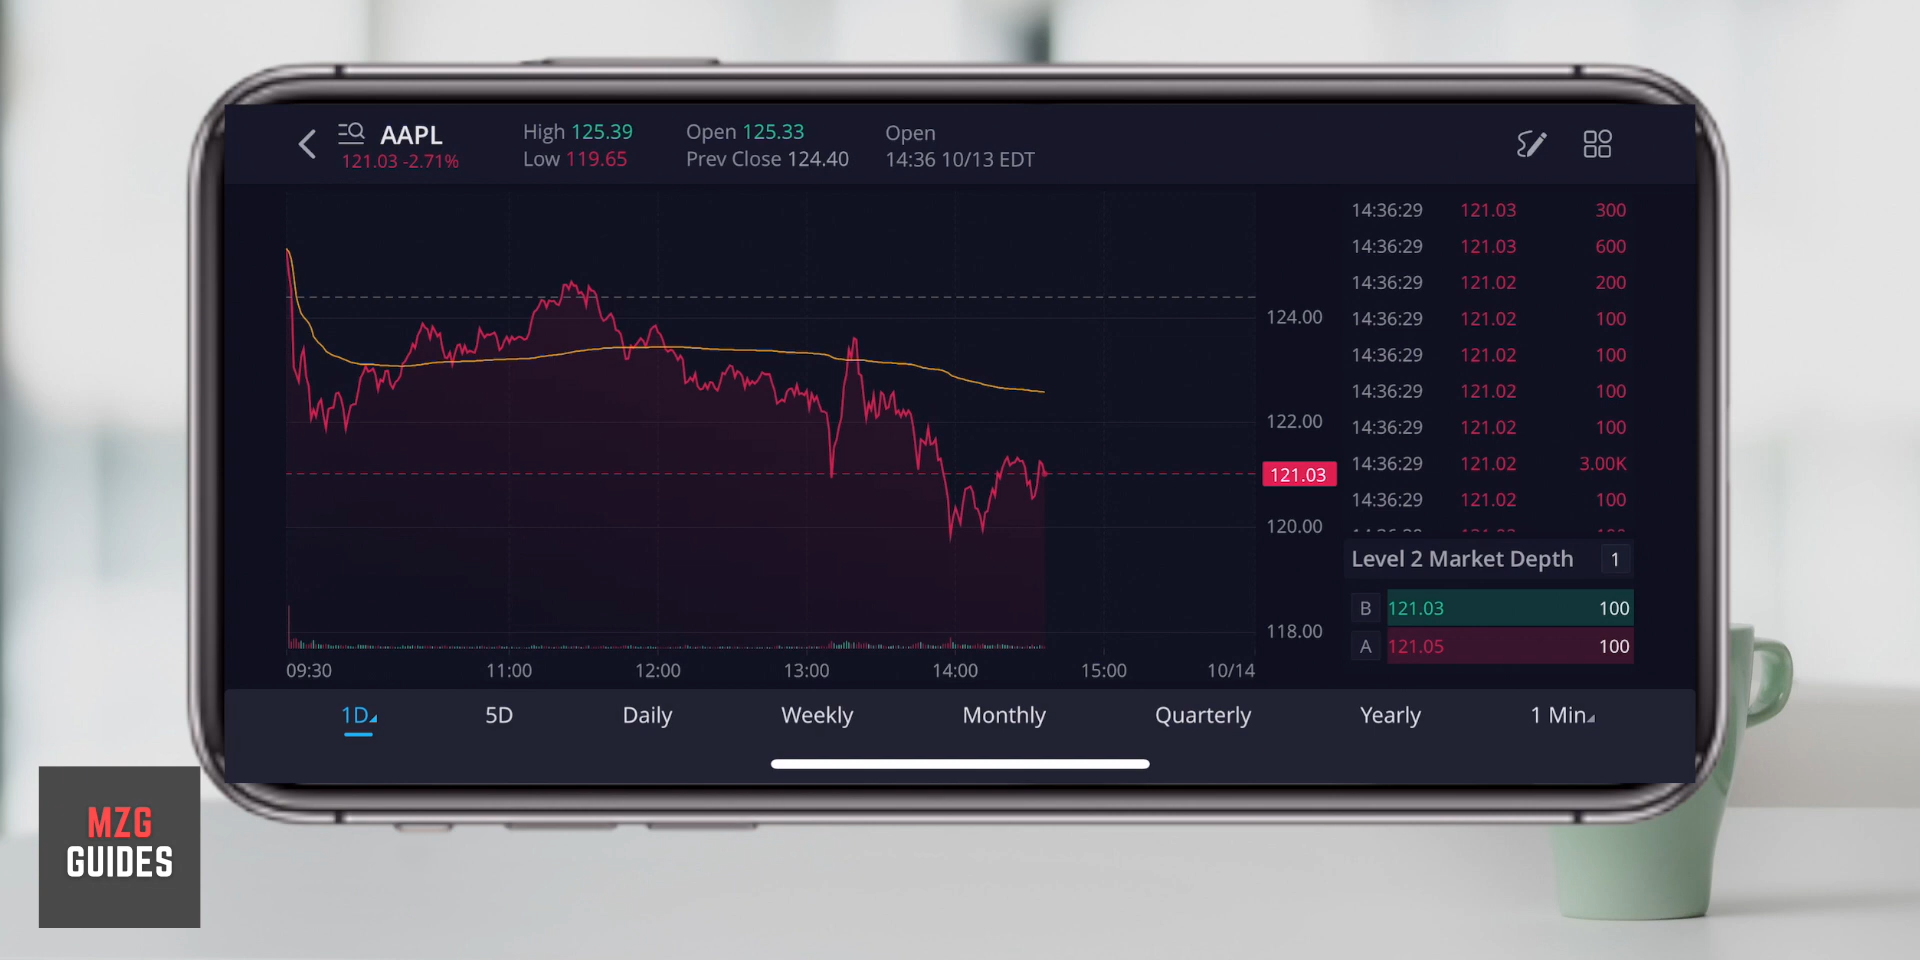 AAPL
121.03 -2.71%
High 125.39
Low 119.65
Open 125.33
Prev Close 124.40
Open
14:36 10/13 EDT
124.00
122.00
121.03
120.00
118.00
09:30
11:00
12:00
13:00
14:00
15:00
10/14
14:36:29 121.03 300
14:36:29 121.03 600
14:36:29 121.02 200
14:36:29 121.02 100
14:36:29 121.02 100
14:36:29 121.02 100
14:36:29 121.02 100
14:36:29 121.02 3.00K
14:36:29 121.02 100
Level 2 Market Depth 1
B 121.03 100
A 121.05 100
1D
5D
Daily
Weekly
Monthly
Quarterly
Yearly
1 Min
MZG
GUIDES